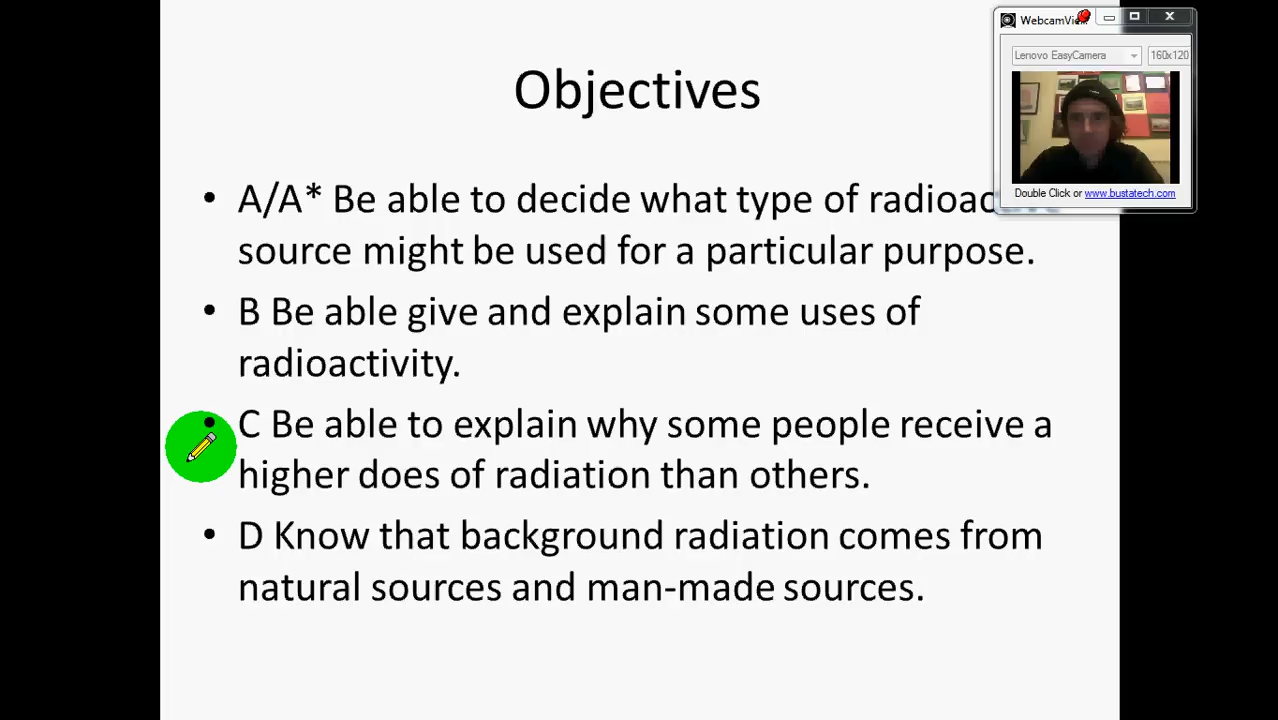 WebcamVie
Lenovo EasyCamera
160x120
Double Click or www.bustatech.com
Objectives
• A/A* Be able to decide what type of
source might be used for a particular purpose.
• B Be able give and explain some uses of
radioactivity.
• C Be able to explain why some people receive a
higher does of radiation than others.
• D Know that background radiation comes from
natural sources and man-made sources.